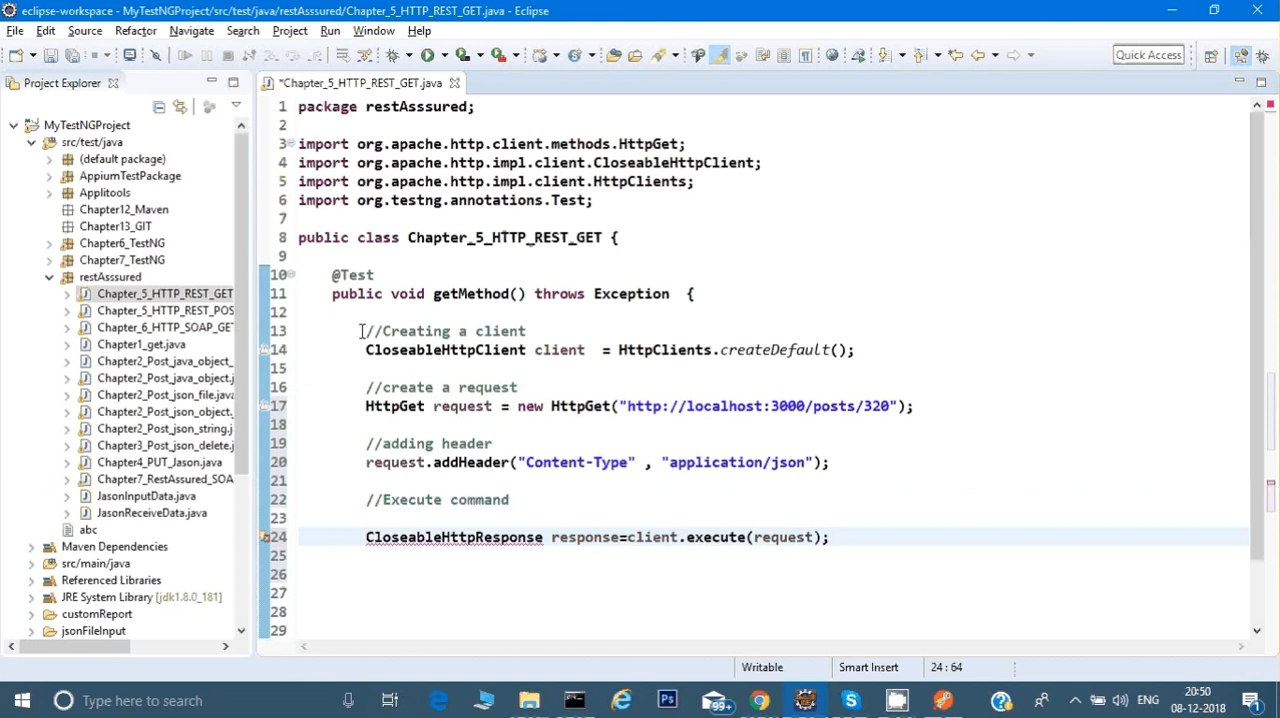 eclipse-workspace - MyTestNGProject/src/test/java/restAsssured/Chapter_5_HTTP_REST_GET.java - Eclipse
File Edit Source Refactor Navigate Search Project Run Window Help
Quick Access
Project Explorer
*Chapter_5_HTTP_REST_GET.java
MyTestNGProject
src/test/java
(default package)
AppiumTestPackage
Applitools
Chapter12_Maven
Chapter13_GIT
Chapter6_TestNG
Chapter7_TestNG
restAsssured
Chapter_5_HTTP_REST_GET
Chapter_5_HTTP_REST_POS
Chapter_6_HTTP_SOAP_GET
Chapter1_get.java
Chapter2_Post_java_object_
Chapter2_Post_java_object.j
Chapter2_Post_json_file.java
Chapter2_Post_json_object.
Chapter2_Post_json_string.j
Chapter3_Post_json_delete.j
Chapter4_PUT_Jason.java
Chapter7_RestAssured_SOA
JasonInputData.java
JasonReceiveData.java
abc
Maven Dependencies
src/main/java
Referenced Libraries
JRE System Library [jdk1.8.0_181]
customReport
jsonFileInput
1 package restAsssured;
2
3 import org.apache.http.client.methods.HttpGet;
4 import org.apache.http.impl.client.CloseableHttpClient;
5 import org.apache.http.impl.client.HttpClients;
6 import org.testng.annotations.Test;
7
8 public class Chapter_5_HTTP_REST_GET {
9
10 @Test
11 public void getMethod() throws Exception {
12
13 //Creating a client
14 CloseableHttpClient client = HttpClients.createDefault();
15
16 //create a request
17 HttpGet request = new HttpGet("http://localhost:3000/posts/320");
18
19 //adding header
20 request.addHeader("Content-Type" , "application/json");
21
22 //Execute command
23
24 CloseableHttpResponse response=client.execute(request);
25
26
27
28
29
Writable Smart Insert 24 : 64
Type here to search
99+
ENG
20:50
08-12-2018
1